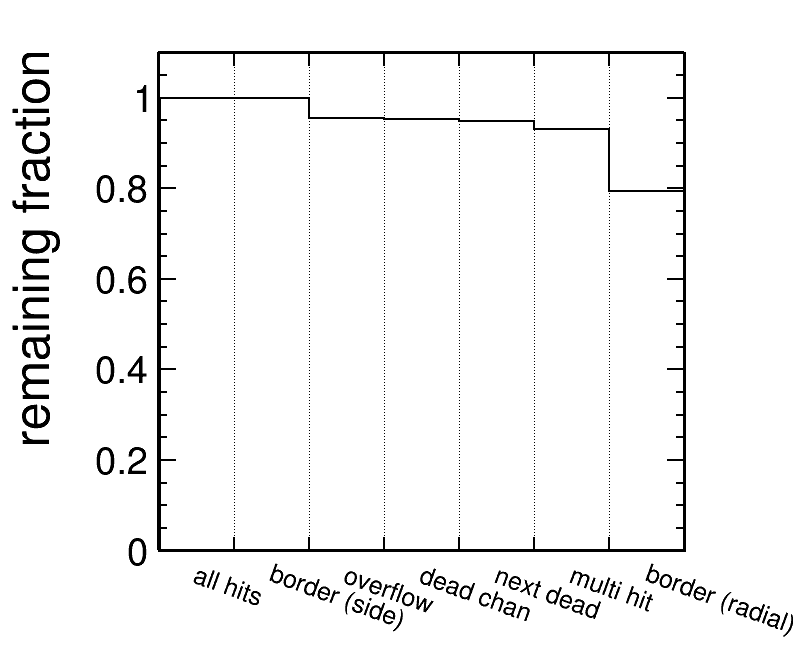 remaining fraction
1
0.8
0.6
0.4
0.2
0
all hits
border (side)
overflow
dead chan
next dead
multi hit
border (radial)